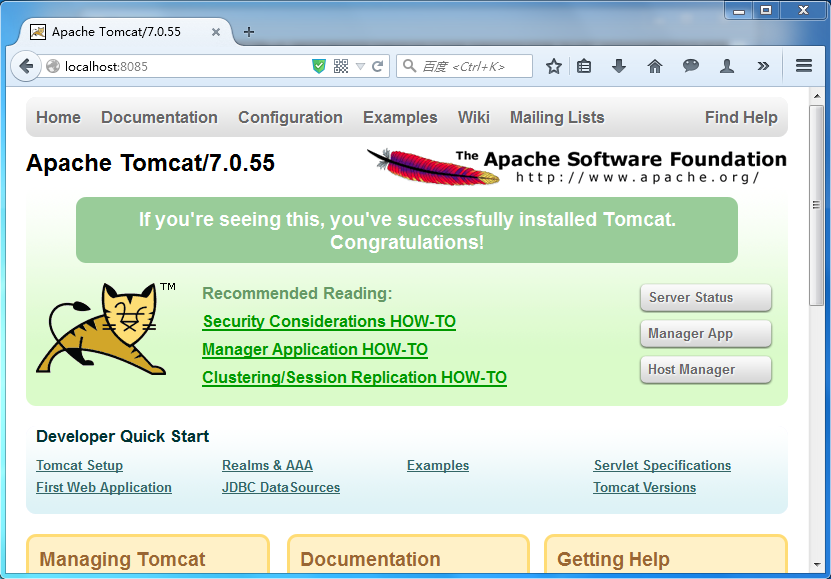 Apache Tomcat/7.0.55
localhost:8085
百度 <Ctrl+K>
Home Documentation Configuration Examples Wiki Mailing Lists Find Help
Apache Tomcat/7.0.55
The Apache Software Foundation
http://www.apache.org/
If you're seeing this, you've successfully installed Tomcat.
Congratulations!
TM
Recommended Reading:
Security Considerations HOW-TO
Manager Application HOW-TO
Clustering/Session Replication HOW-TO
Server Status
Manager App
Host Manager
Developer Quick Start
Tomcat Setup Realms & AAA Examples Servlet Specifications
First Web Application JDBC DataSources Tomcat Versions
Managing Tomcat Documentation Getting Help